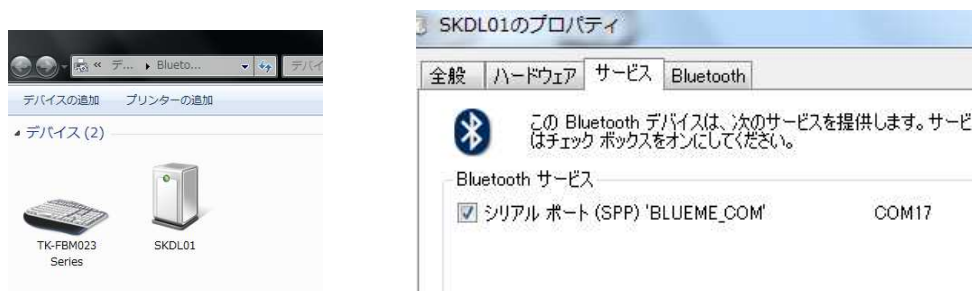 « デ... ▸ Blueto...
デバイ
デバイスの追加 プリンターの追加
デバイス (2)
TK-FBM023
Series
SKDL01
SKDL01のプロパティ
全般 ハードウェア サービス Bluetooth
この Bluetooth デバイスは、次のサービスを提供します。サービ
はチェック ボックスをオンにしてください。
Bluetooth サービス
シリアル ポート (SPP) 'BLUEME_COM' COM17